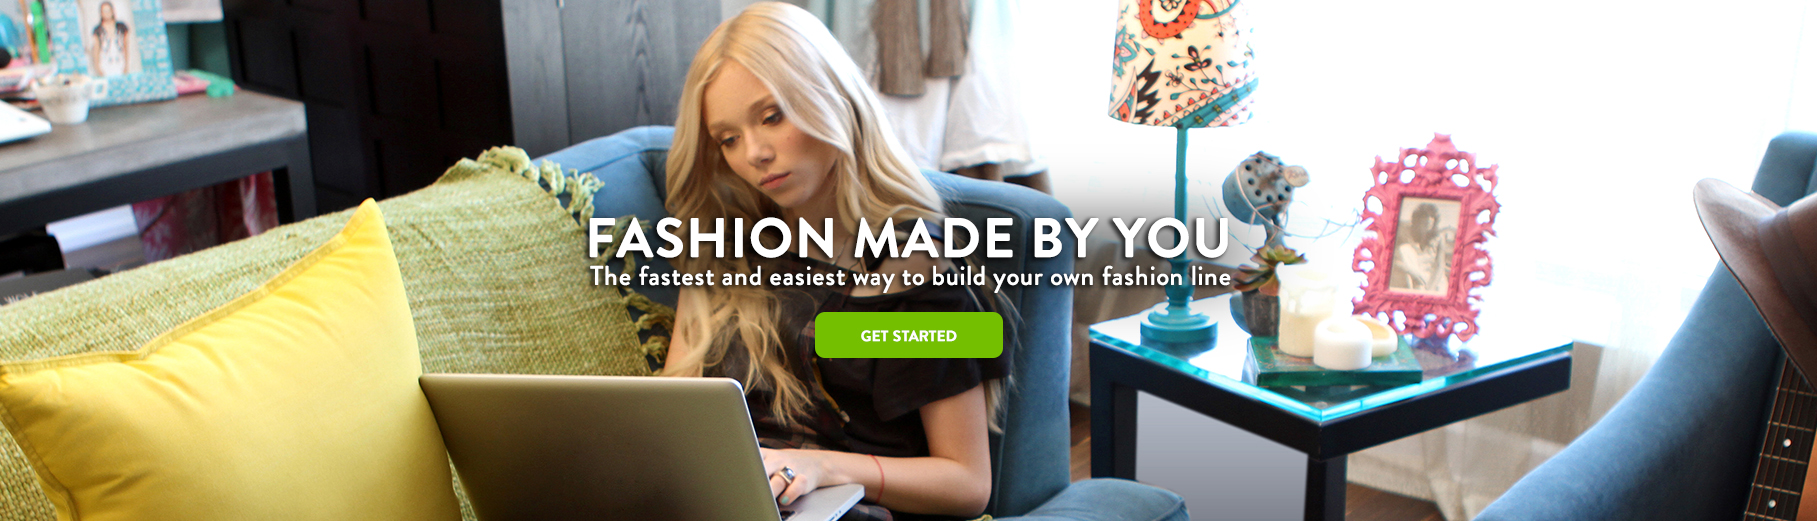 FASHION MADE BY YOU
The fastest and easiest way to build your own fashion line
GET STARTED